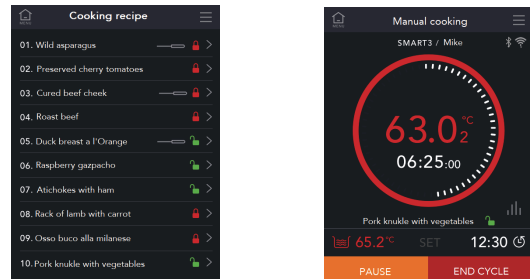 Cooking recipe
MENU
01. Wild asparagus
02. Preserved cherry tomatoes
03. Cured beef cheek
04. Roast beef
05. Duck breast a l'Orange
06. Raspberry gazpacho
07. Atichokes with ham
08. Rack of lamb with carrot
09. Osso buco alla milanese
10. Pork knukle with vegetables
Manual cooking
MENU
SMART3 / Mike
63.02 °C
06:25:00
Pork knukle with vegetables
65.2°C SET 12:30
PAUSE END CYCLE